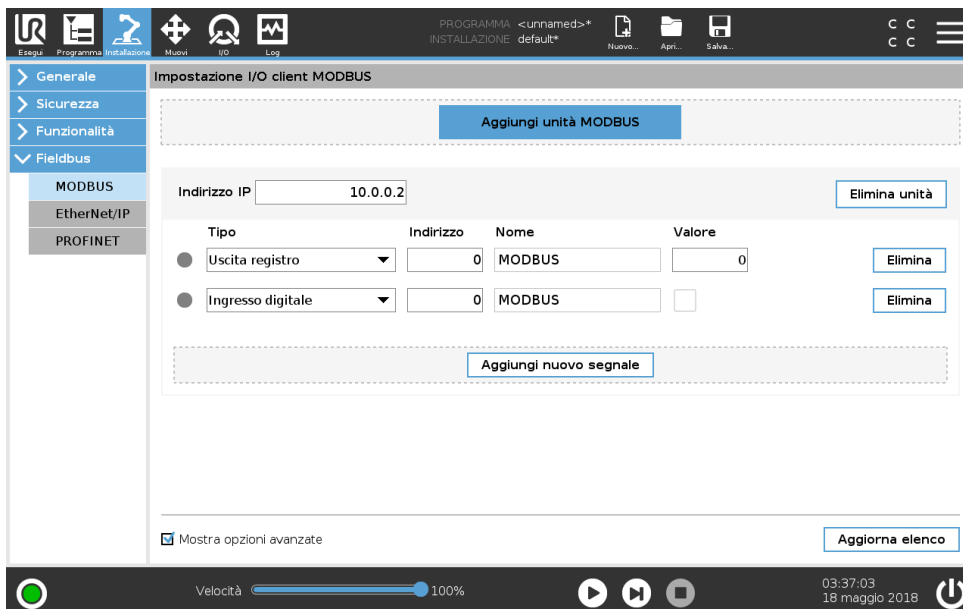 UR
PROGRAMMA <unnamed>*
INSTALLAZIONE default*
Esegui Programma Installazione Muovi I/O Log Nuovo... Apri... Salva...
C C
C C
Generale
Sicurezza
Funzionalità
Fieldbus
MODBUS
EtherNet/IP
PROFINET
Impostazione I/O client MODBUS
Aggiungi unità MODBUS
Indirizzo IP 10.0.0.2 Elimina unità
Tipo Indirizzo Nome Valore
Uscita registro 0 MODBUS 0 Elimina
Ingresso digitale 0 MODBUS Elimina
Aggiungi nuovo segnale
Mostra opzioni avanzate Aggiorna elenco
Velocità 100% 03:37:03
18 maggio 2018